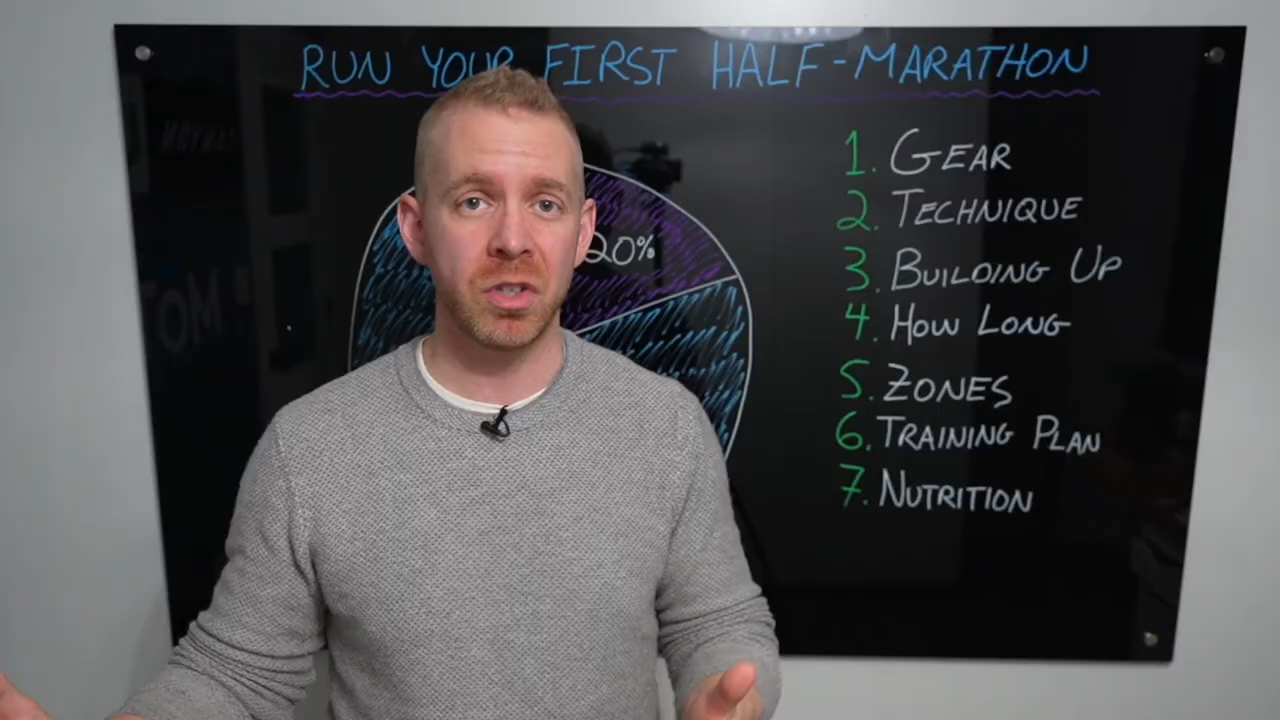 RUN YOUR FIRST HALF-MARATHON
20%
1. GEAR
2. TECHNIQUE
3. BUILDING UP
4. HOW LONG
5. ZONES
6. TRAINING PLAN
7. NUTRITION